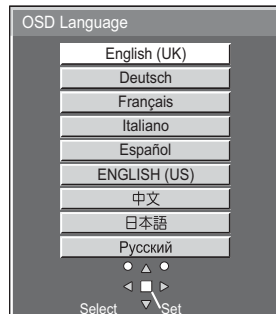 OSD Language
English (UK)
Deutsch
Français
Italiano
Español
ENGLISH (US)
中文
日本語
Русский
Select Set